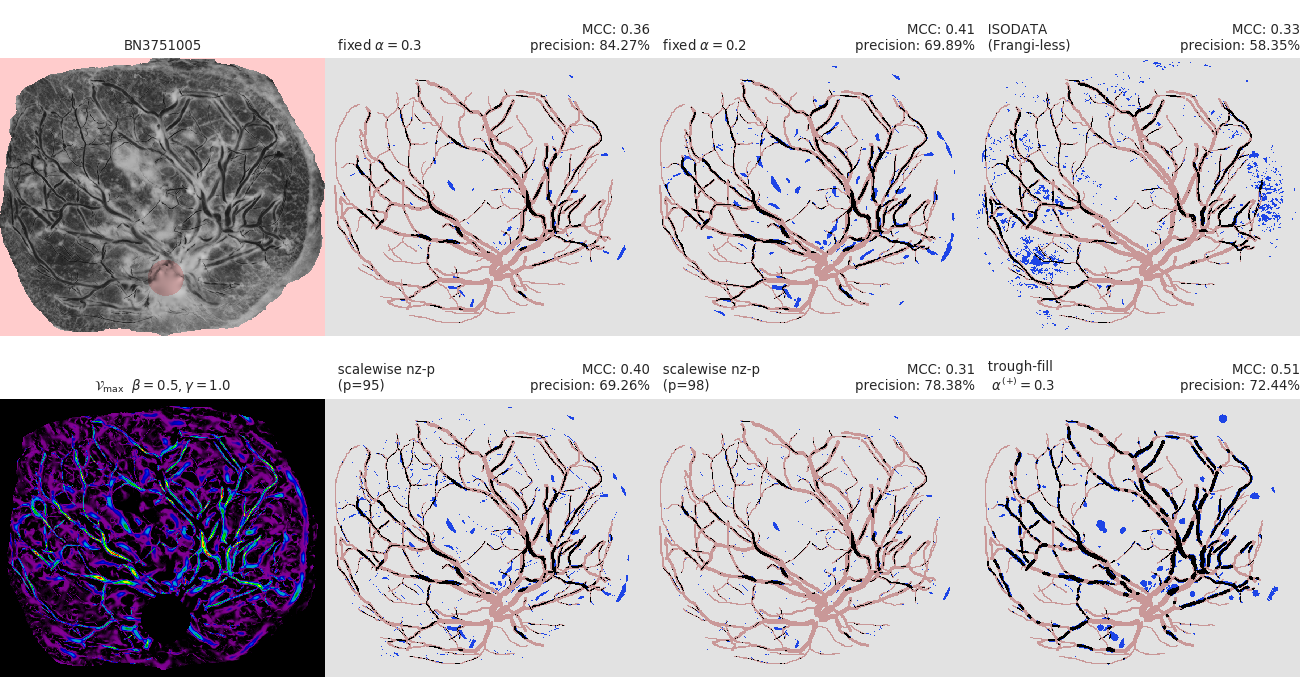 BN3751005
fixed α = 0.3
MCC: 0.36
precision: 84.27%
fixed α = 0.2
MCC: 0.41
precision: 69.89%
ISODATA
(Frangi-less)
MCC: 0.33
precision: 58.35%
𝒱max β = 0.5, γ = 1.0
scalewise nz-p
(p=95)
MCC: 0.40
precision: 69.26%
scalewise nz-p
(p=98)
MCC: 0.31
precision: 78.38%
trough-fill
α(+) = 0.3
MCC: 0.51
precision: 72.44%